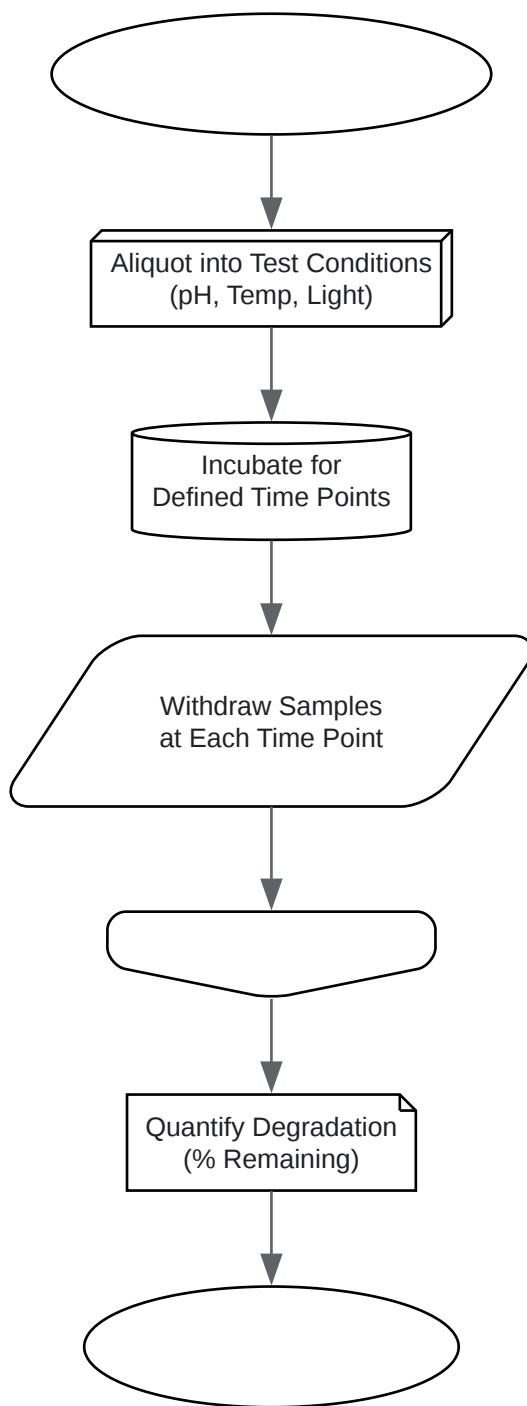 Aliquot into Test Conditions
(pH, Temp, Light)
Incubate for
Defined Time Points
Withdraw Samples
at Each Time Point
Quantify Degradation
(% Remaining)